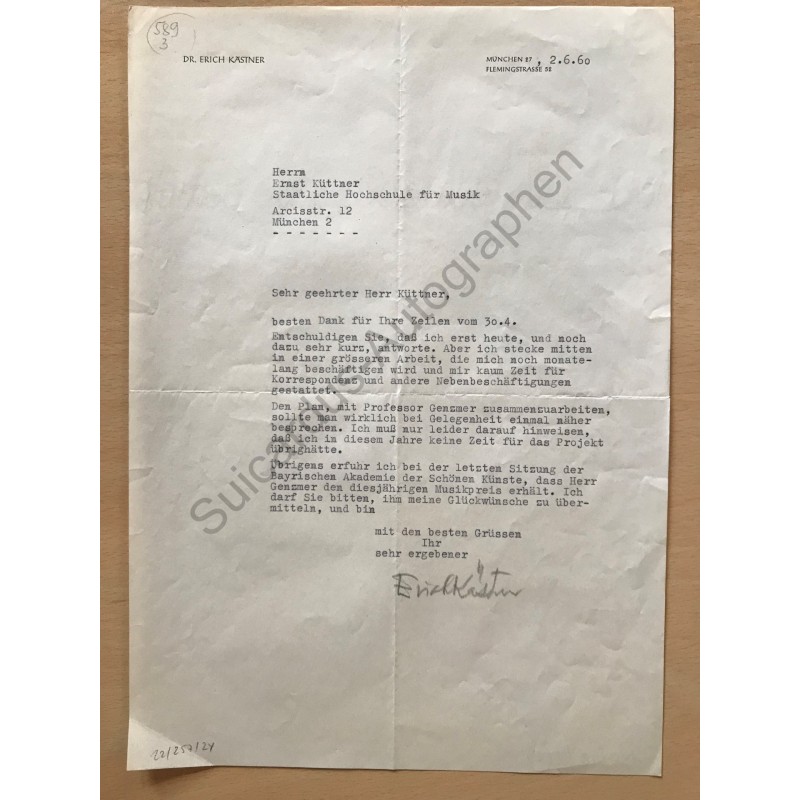 589
3
DR. ERICH KÄSTNER
MÜNCHEN 27, 2.6.60
FLEMINGSTRASSE 52
Herrn
Ernst Küttner
Staatliche Hochschule für Musik
Arcisstr. 12
München 2
- - - - - - -
Sehr geehrter Herr Küttner,
besten Dank für Ihre Zeilen vom 30.4.
Entschuldigen Sie, daß ich erst heute, und noch
dazu sehr kurz, antworte. Aber ich stecke mitten
in einer grösseren Arbeit, die mich noch monate-
lang beschäftigen wird und mir kaum Zeit für
Korrespondenz und andere Nebenbeschäftigungen
gestattet.
Den Plan, mit Professor Genzmer zusammenzuarbeiten,
sollte man wirklich bei Gelegenheit einmal näher
besprechen. Ich muß nur leider darauf hinweisen,
daß ich in diesem Jahre keine Zeit für das Projekt
übrighätte.
Übrigens erfuhr ich bei der letzten Sitzung der
Bayrischen Akademie der Schönen Künste, dass Herr
Genzmer den diesjährigen Musikpreis erhält. Ich
darf Sie bitten, ihm meine Glückwünsche zu über-
mitteln, und bin
mit den besten Grüssen
Ihr
sehr ergebener
Erich Kästner
22/257/24
Suicardus Autographen